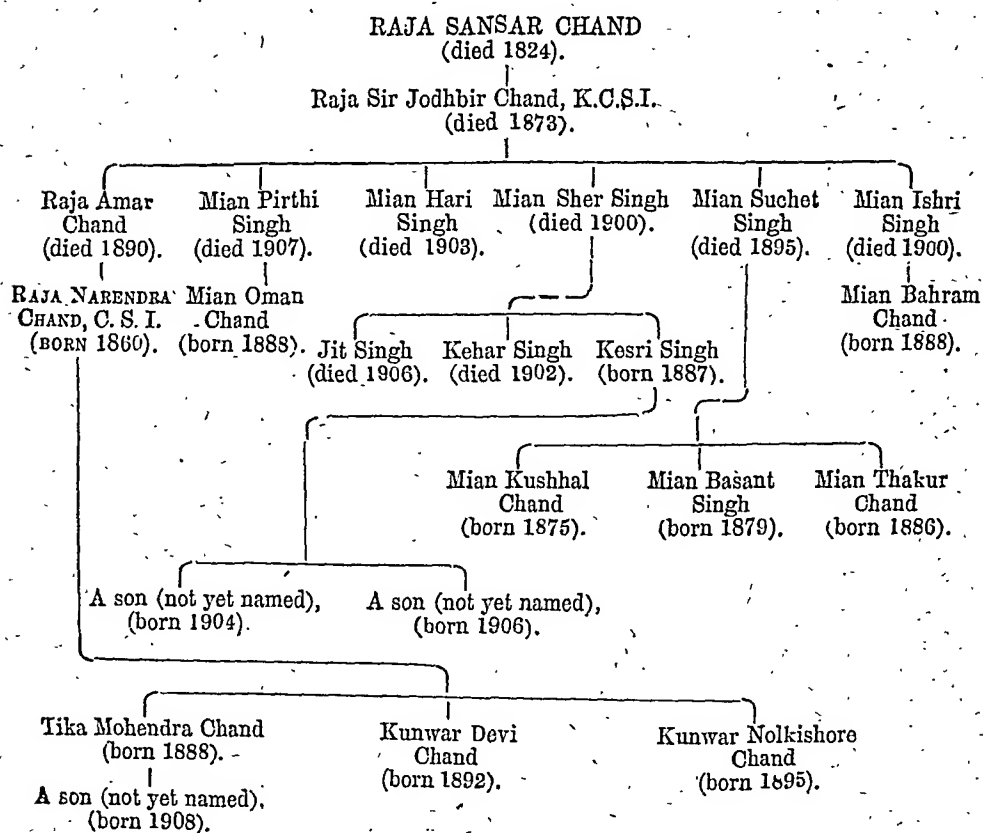 RAJA SANSAR CHAND
(died 1824).
Raja Sir Jodhbir Chand, K.C.S.I.
(died 1873).
Raja Amar
Chand
(died 1890).
Mian Pirthi
Singh
(died 1907).
Mian Hari
Singh
(died 1903).
Mian Sher Singh
(died 1900).
Mian Suchet
Singh
(died 1895).
Mian Ishri
Singh
(died 1900).
RAJA NARENDRA
CHAND, C. S. I.
(BORN 1860).
Mian Oman
Chand
(born 1888).
Mian Bahram
Chand
(born 1888).
Jit Singh
(died 1906).
Kehar Singh
(died 1902).
Kesri Singh
(born 1887).
Mian Kushhal
Chand
(born 1875).
Mian Basant
Singh
(born 1879).
Mian Thakur
Chand
(born 1886).
A son (not yet named),
(born 1904).
A son (not yet named),
(born 1906).
Tika Mohendra Chand
(born 1888).
Kunwar Devi
Chand
(born 1892).
Kunwar Nolkishore
Chand
(born 1895).
A son (not yet named),
(born 1908).